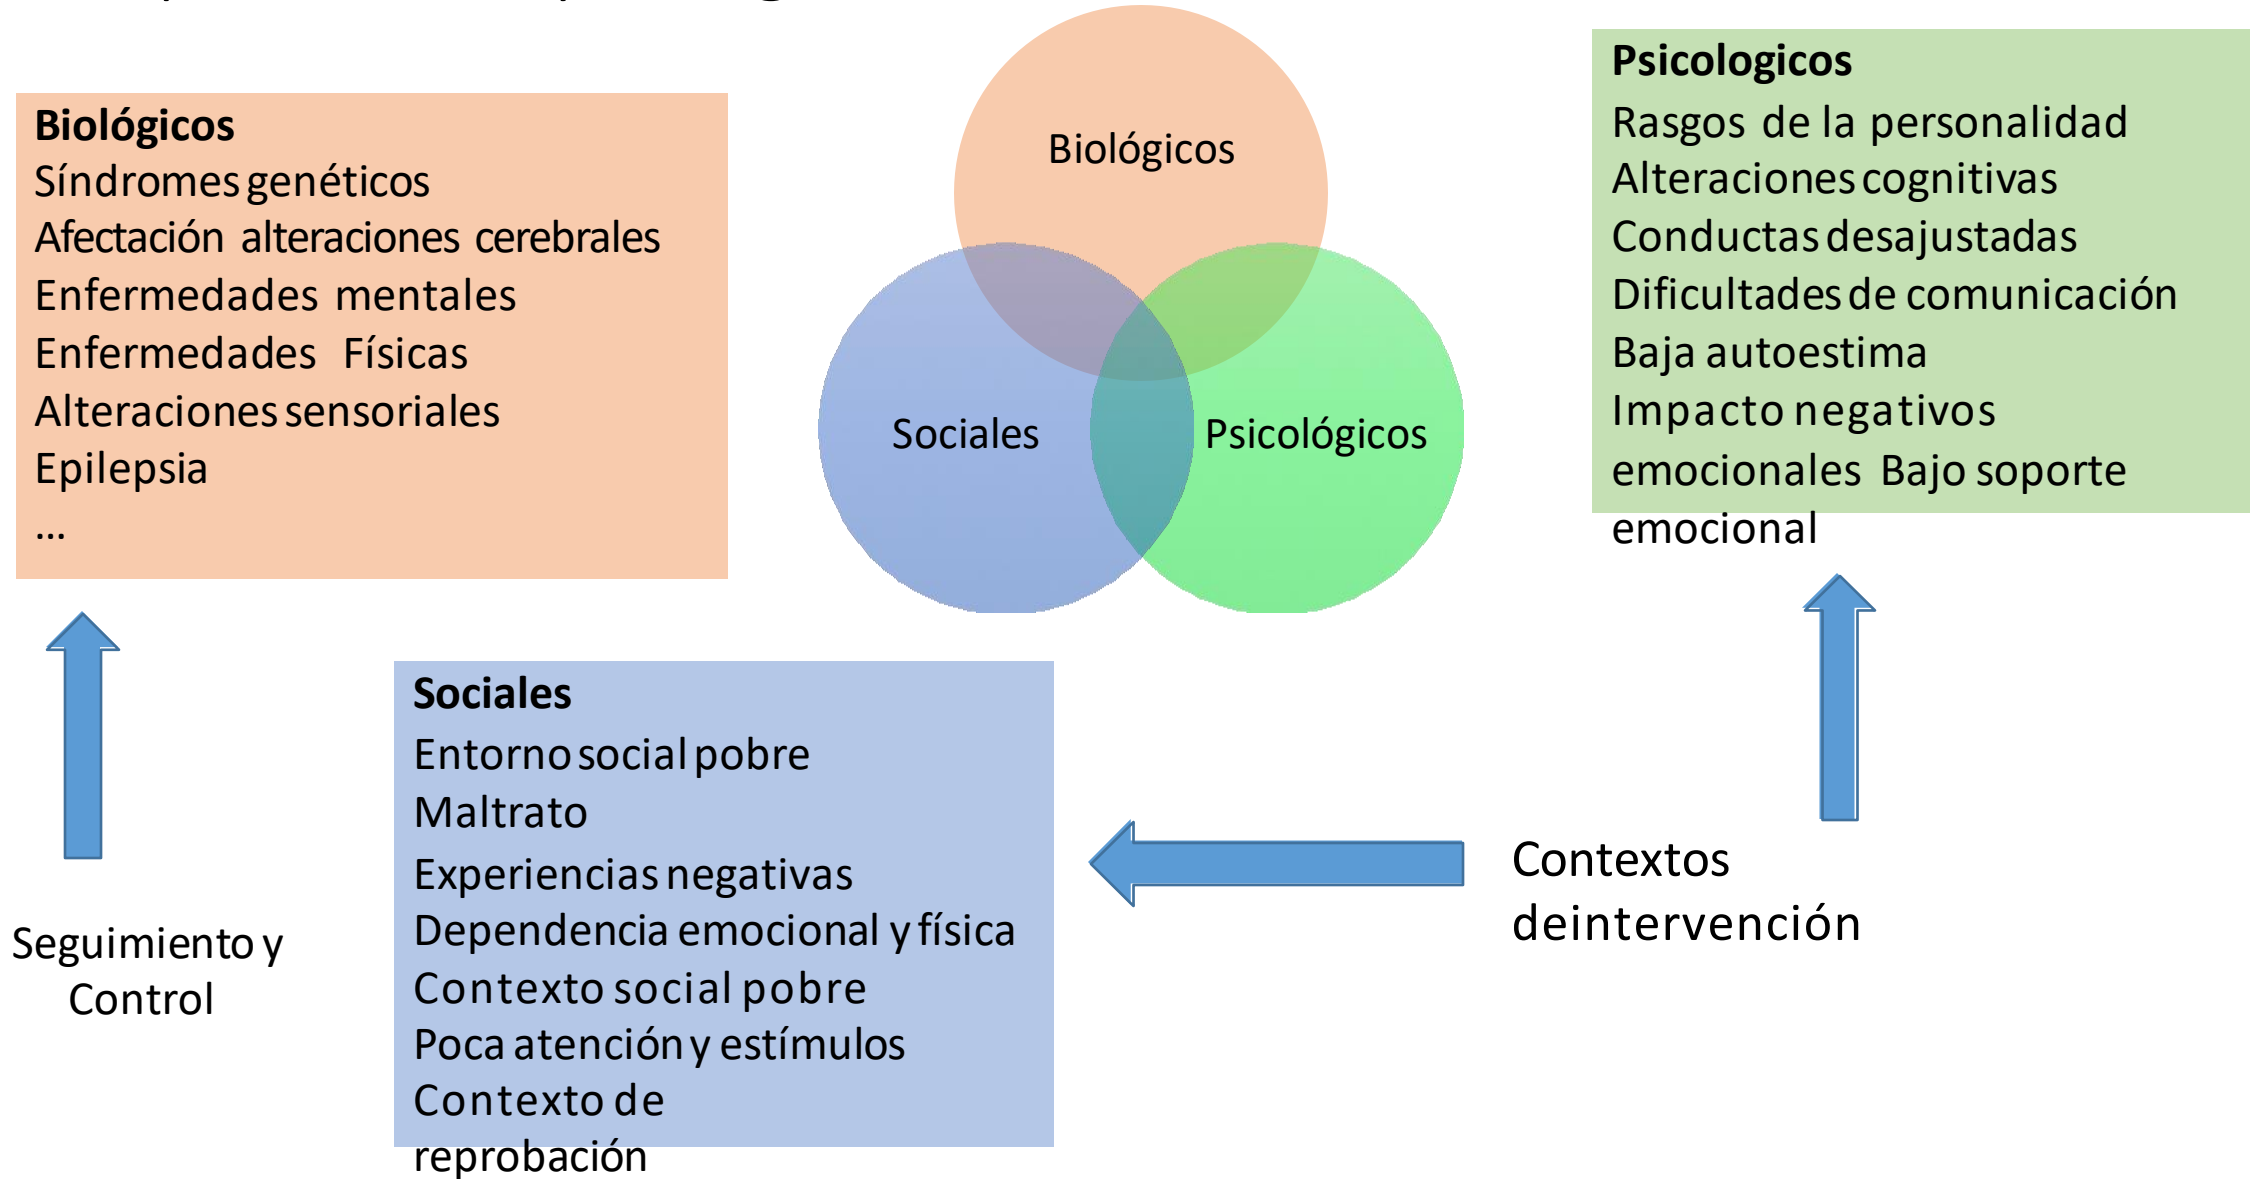 Biológicos
Síndromes genéticos
Afectación alteraciones cerebrales
Enfermedades mentales
Enfermedades Físicas
Alteraciones sensoriales
Epilepsia
...
Biológicos
Sociales
Psicológicos
Psicologicos
Rasgos de la personalidad
Alteraciones cognitivas
Conductas desajustadas
Dificultades de comunicación
Baja autoestima
Impacto negativos
emocionales Bajo soporte
emocional
Seguimiento y
Control
Sociales
Entorno social pobre
Maltrato
Experiencias negativas
Dependencia emocional y física
Contexto social pobre
Poca atención y estímulos
Contexto de
reprobación
Contextos
deintervención